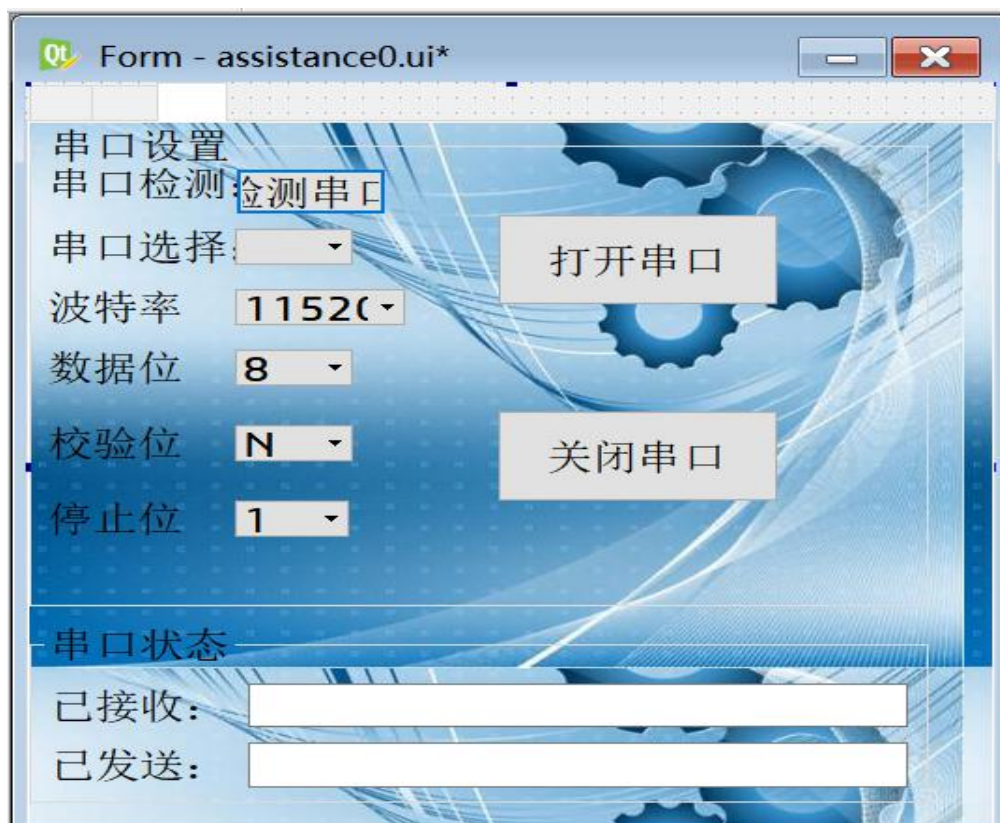 Form - assistance0.ui*
串口设置
串口检测: 检测串口
串口选择:
打开串口
波特率 11520
数据位 8
校验位 N
关闭串口
停止位 1
串口状态
已接收：
已发送：